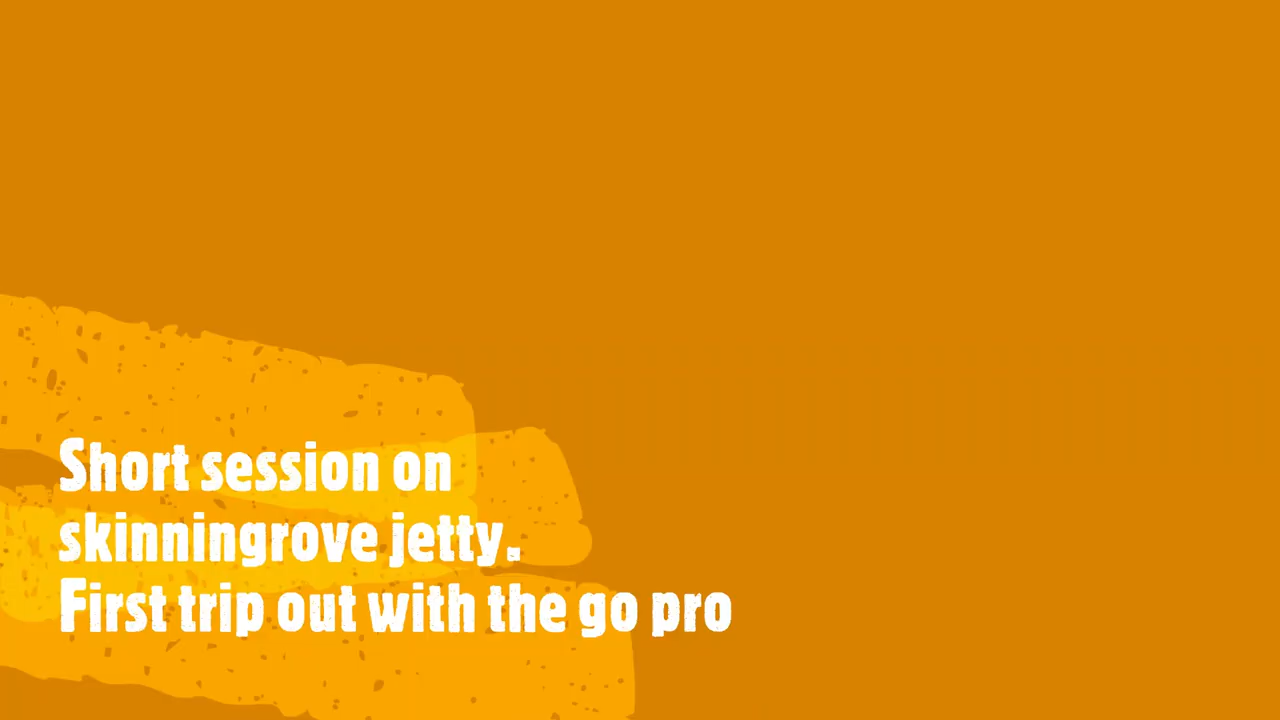 Short session on
skinningrove jetty.
First trip out with the go pro